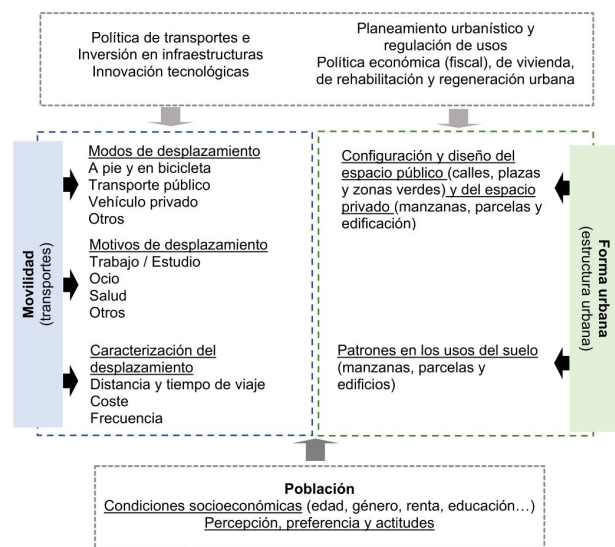 Política de transportes e
Inversión en infraestructuras
Innovación tecnológicas
Planeamiento urbanístico y
regulación de usos
Política económica (fiscal), de vivienda,
de rehabilitación y regeneración urbana
Movilidad
(transportes)
Modos de desplazamiento
A pie y en bicicleta
Transporte público
Vehículo privado
Otros
Motivos de desplazamiento
Trabajo / Estudio
Ocio
Salud
Otros
Caracterización del
desplazamiento
Distancia y tiempo de viaje
Coste
Frecuencia
Configuración y diseño del
espacio público (calles, plazas
y zonas verdes) y del espacio
privado (manzanas, parcelas y
edificación)
Patrones en los usos del suelo
(manzanas, parcelas y
edificios)
Forma urbana
(estructura urbana)
Población
Condiciones socioeconómicas (edad, género, renta, educación…)
Percepción, preferencia y actitudes